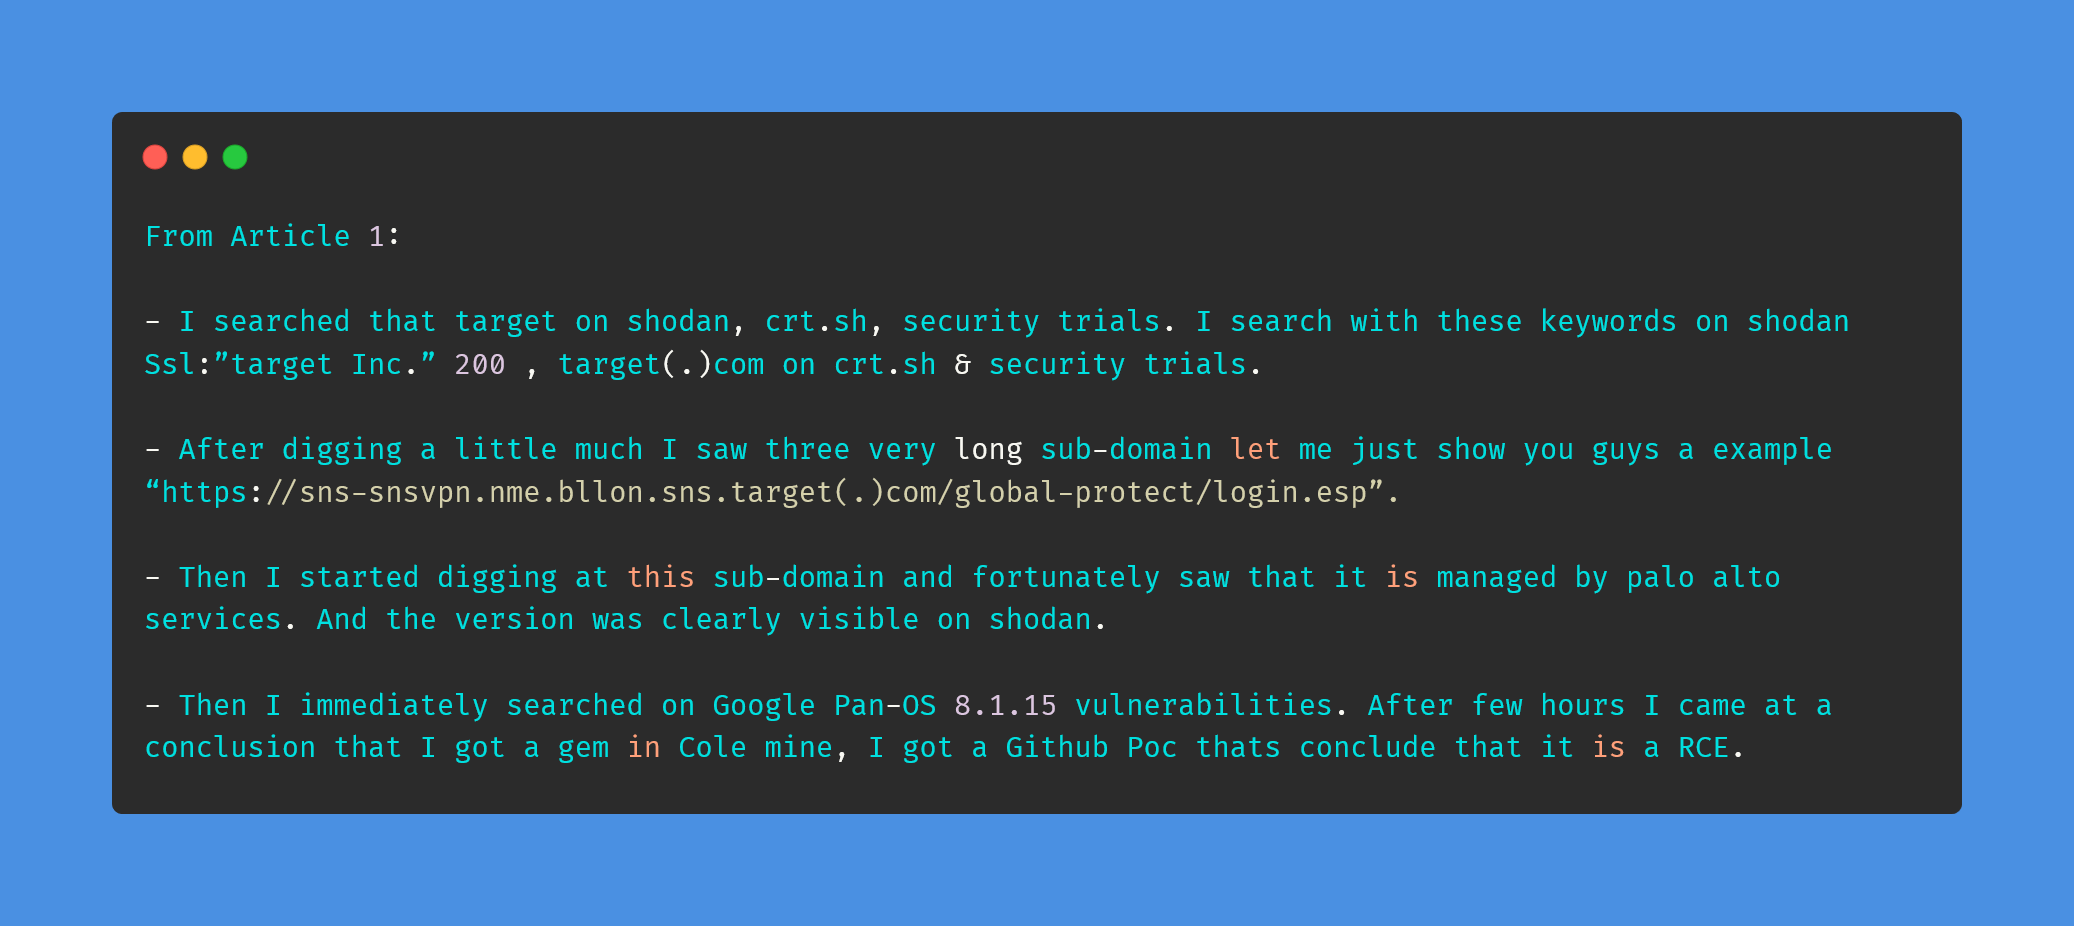 From Article 1:
- I searched that target on shodan, crt.sh, security trials. I search with these keywords on shodan
Ssl:”target Inc.” 200 , target(.)com on crt.sh & security trials.
- After digging a little much I saw three very long sub-domain let me just show you guys a example
“https://sns-snsvpn.nme.bllon.sns.target(.)com/global-protect/login.esp”.
- Then I started digging at this sub-domain and fortunately saw that it is managed by palo alto
services. And the version was clearly visible on shodan.
- Then I immediately searched on Google Pan-OS 8.1.15 vulnerabilities. After few hours I came at a
conclusion that I got a gem in Cole mine, I got a Github Poc thats conclude that it is a RCE.